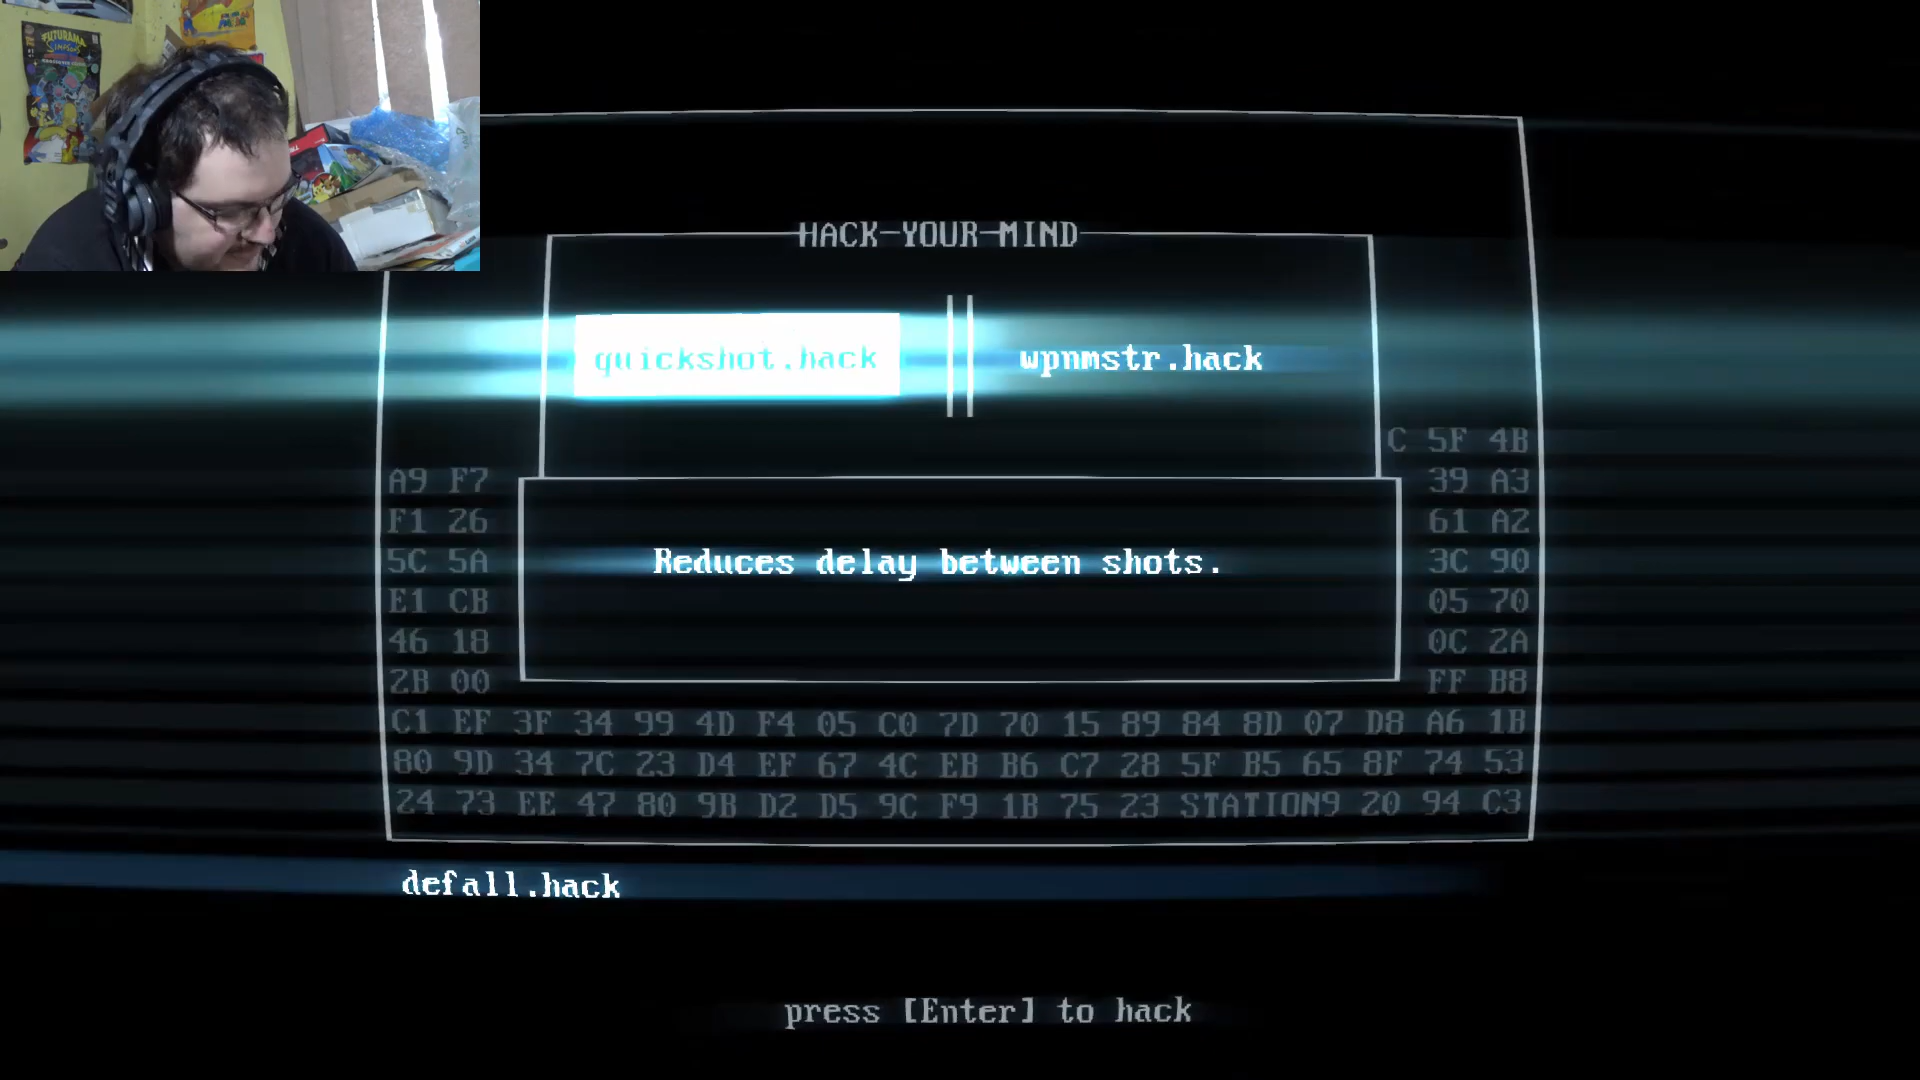 FUTURAMA
SIMPSONS
HACK-YOUR-MIND
quickshot.hack
wpnmstr.hack
C 5F 4B
A9 F7
39 A3
F1 26
61 A2
5C 5A
Reduces delay between shots.
3C 90
E1 CB
05 70
46 18
0C 2A
2B 00
FF B8
C1 EF 3F 34 99 4D F4 05 C0 7D 70 15 89 84 8D 07 D8 A6 1B
80 9D 34 7C 23 D4 EF 67 4C EB B6 C7 28 5F B5 65 8F 74 53
24 73 EE 47 80 9B D2 D5 9C F9 1B 75 23 STATION9 20 94 C3
defall.hack
press [Enter] to hack